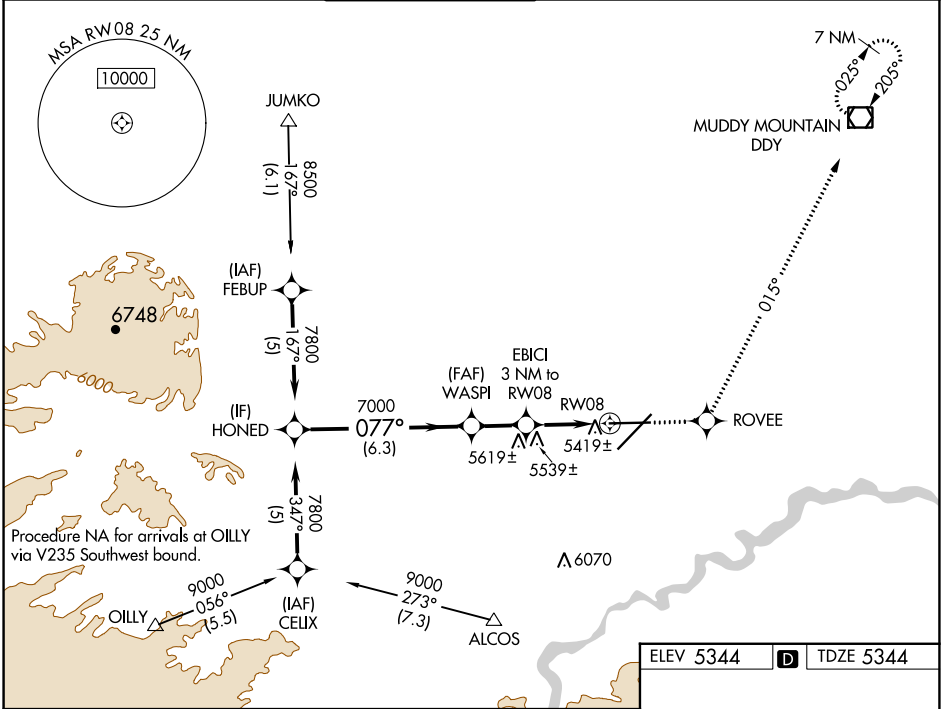 MSA RW08 25 NM
10000
7 NM
025°
205°
MUDDY MOUNTAIN
DDY
JUMKO
8500
167°
(6.1)
(IAF)
FEBUP
7800
167°
(5)
6748
6000
015°
(IF)
HONED
7000
077°
(6.3)
(FAF)
WASPI
EBICI
3 NM to
RW08
RW08
5619±
5539±
5419±
ROVEE
7800
347°
(5)
Procedure NA for arrivals at OILLY
via V235 Southwest bound.
9000
056°
(5.5)
OILLY
(IAF)
CELIX
9000
273°
(7.3)
ALCOS
6070
ELEV 5344
D
TDZE 5344